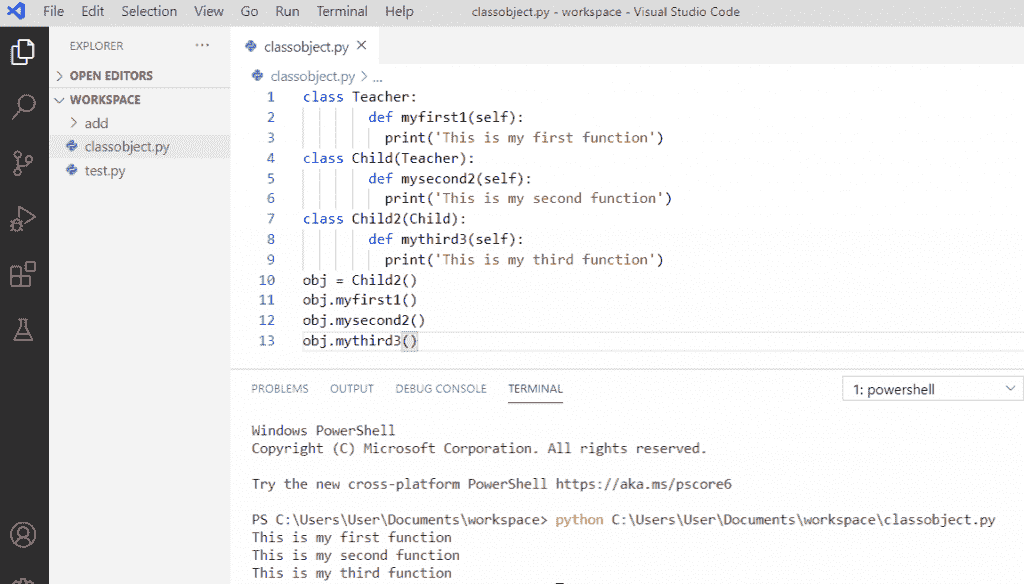 File Edit Selection View Go Run Terminal Help classobject.py - workspace - Visual Studio Code
EXPLORER ...
OPEN EDITORS
WORKSPACE
add
classobject.py
test.py
classobject.py
classobject.py > ...
1 class Teacher:
2 def myfirst1(self):
3 print('This is my first function')
4 class Child(Teacher):
5 def mysecond2(self):
6 print('This is my second function')
7 class Child2(Child):
8 def mythird3(self):
9 print('This is my third function')
10 obj = Child2()
11 obj.myfirst1()
12 obj.mysecond2()
13 obj.mythird3()
PROBLEMS OUTPUT DEBUG CONSOLE TERMINAL 1: powershell
Windows PowerShell
Copyright (C) Microsoft Corporation. All rights reserved.
Try the new cross-platform PowerShell https://aka.ms/pscore6
PS C:\Users\User\Documents\workspace> python C:\Users\User\Documents\workspace\classobject.py
This is my first function
This is my second function
This is my third function